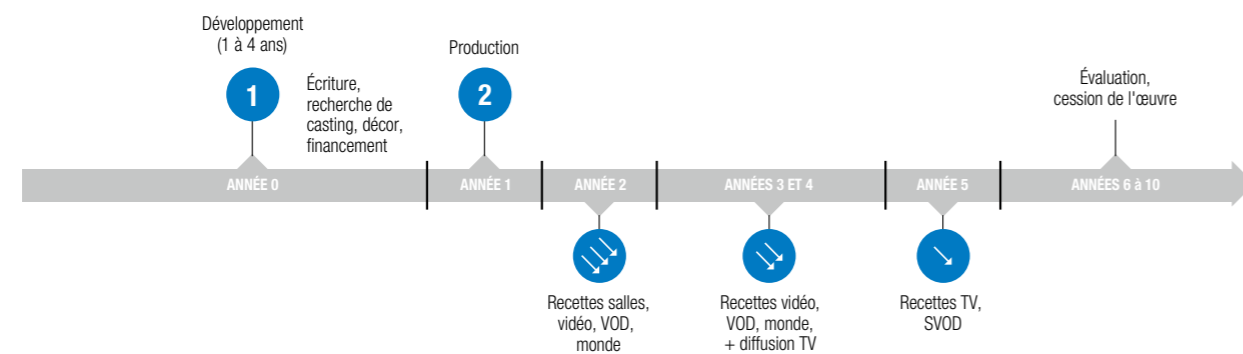 Développement
(1 à 4 ans)
1
Écriture,
recherche de
casting, décor,
financement
Production
2
Évaluation,
cession de l'œuvre
ANNÉE 0
ANNÉE 1
ANNÉE 2
ANNÉES 3 ET 4
ANNÉE 5
ANNÉES 6 à 10
Recettes salles,
vidéo, VOD,
monde
Recettes vidéo,
VOD, monde,
+ diffusion TV
Recettes TV,
SVOD